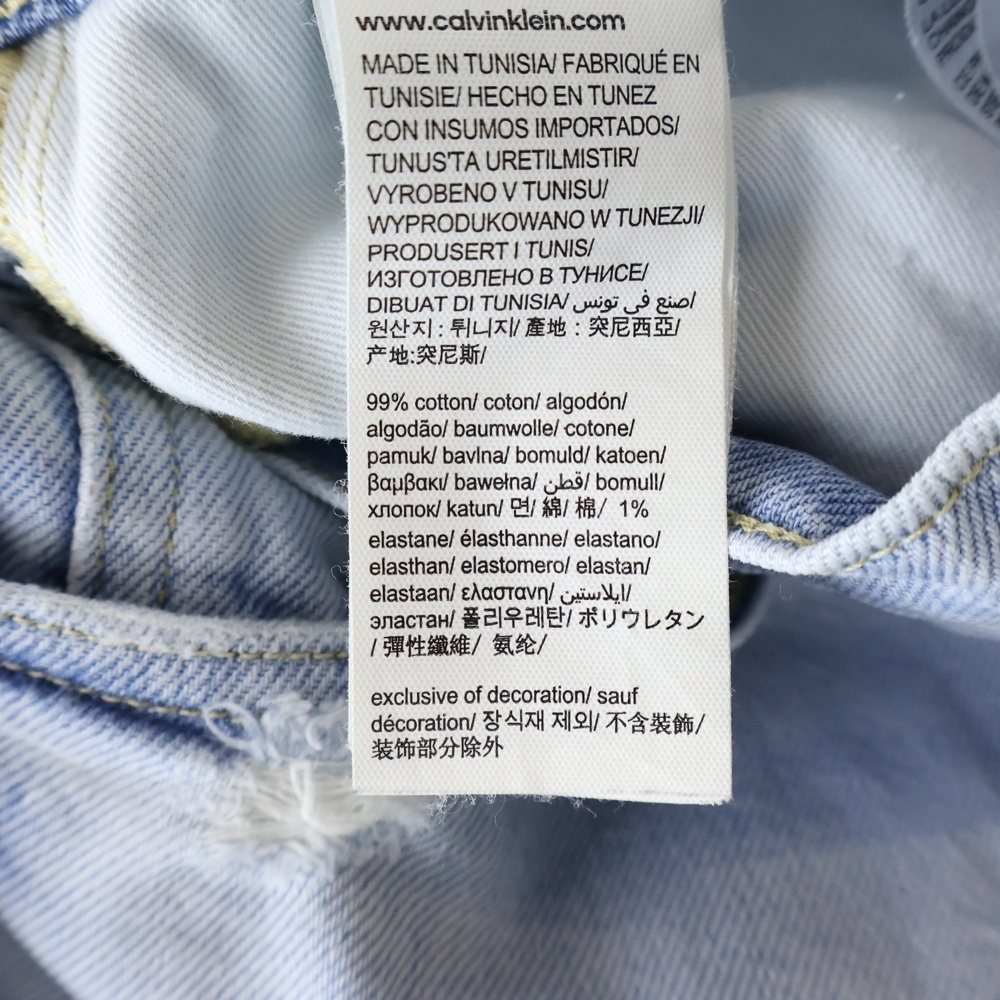 www.calvinklein.com
MADE IN TUNISIA/ FABRIQUÉ EN
TUNISIE/ HECHO EN TUNEZ
CON INSUMOS IMPORTADOS/
TUNUS'TA URETILMISTIR/
VYROBENO V TUNISU/
WYPRODUKOWANO W TUNEZJI/
PRODUSERT I TUNIS/
ИЗГОТОВЛЕНО В ТУНИСЕ/
DIBUAT DI TUNISIA/ صنع في تونس/
원산지 : 튀니지/ 產地 : 突尼西亞/
产地:突尼斯/
99% cotton/ coton/ algodón/
algodão/ baumwolle/ cotone/
pamuk/ bavlna/ bomuld/ katoen/
βαμβακι/ bawełna/ قطن/ bomull/
хлопок/ katun/ 면/ 綿/ 棉/ 1%
elastane/ élasthanne/ elastano/
elasthan/ elastomero/ elastan/
elastaan/ ελαστανη/ إيلاستين/
эластан/ 폴리우레탄/ ポリウレタン
/ 彈性纖維/ 氨纶/
exclusive of decoration/ sauf
décoration/ 장식재 제외/ 不含裝飾/
装饰部分除外